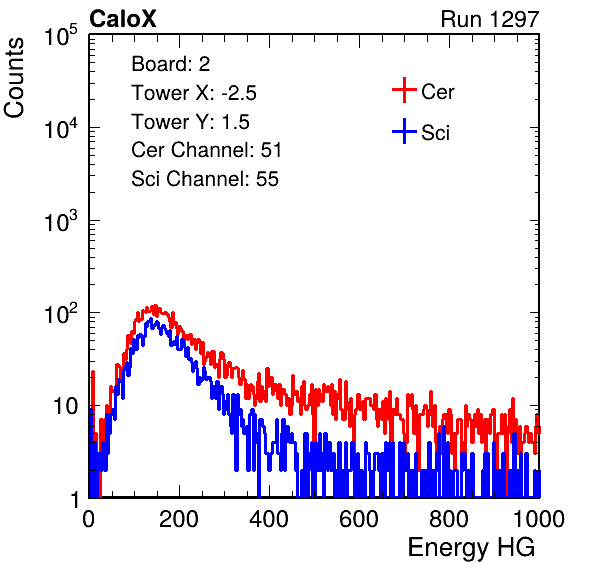 CaloX Run 1297
Counts
10^5
10^4
10^3
10^2
10
1
Board: 2
Tower X: -2.5
Tower Y: 1.5
Cer Channel: 51
Sci Channel: 55
Cer
Sci
0 200 400 600 800 1000
Energy HG